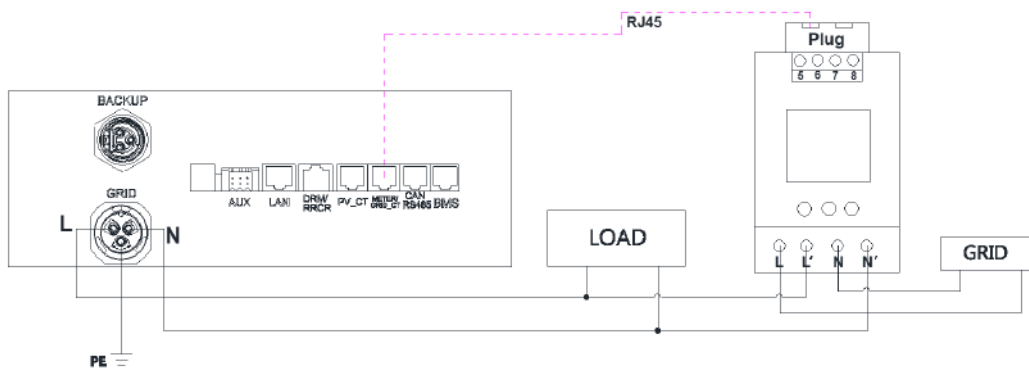 RJ45
Plug
5 6 7 8
BACKUP
GRID
L
N
AUX
LAN
DRM/
RRCR
PV_CT
METER/
GRID_CT
CAN
RS485
BMS
LOAD
L L' N N'
GRID
PE